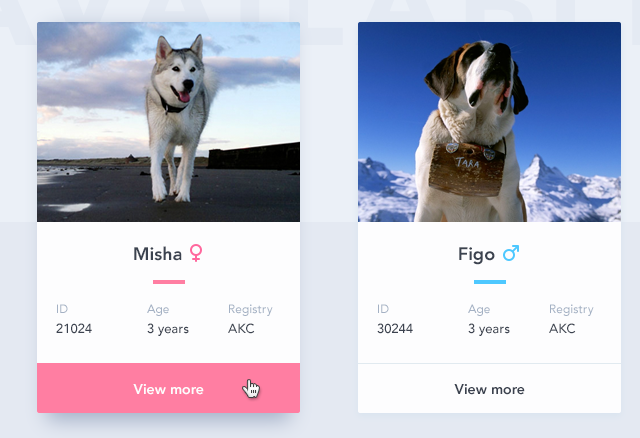 AVAILABLE
Misha ♀
ID Age Registry
21024 3 years AKC
View more
TARA
Figo ♂
ID Age Registry
30244 3 years AKC
View more